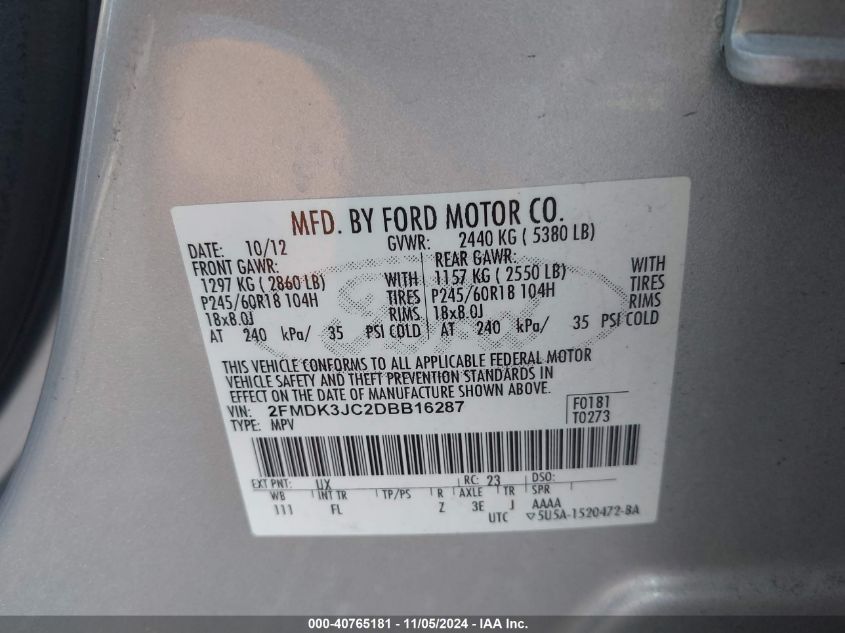 MFD. BY FORD MOTOR CO.
DATE: 10/12 GVWR: 2440 KG ( 5380 LB)
FRONT GAWR: REAR GAWR:
1297 KG ( 2860 LB) WITH 1157 KG ( 2550 LB) WITH
P245/60R18 104H TIRES P245/60R18 104H TIRES
18x8.0J RIMS 18x8.0J RIMS
AT 240 kPa/ 35 PSI COLD AT 240 kPa/ 35 PSI COLD
THIS VEHICLE CONFORMS TO ALL APPLICABLE FEDERAL MOTOR
VEHICLE SAFETY AND THEFT PREVENTION STANDARDS IN
EFFECT ON THE DATE OF MANUFACTURE SHOWN ABOVE.
VIN: 2FMDK3JC2DBB16287 F0181
TYPE: MPV T0273
EXT PNT: UX RC: 23 DSO:
WB INT TR TP/PS R AXLE TR SPR
111 FL Z 3E J AAAA
UTC ▽5U5A-1520472-BA
000-40765181 - 11/05/2024 - IAA Inc.